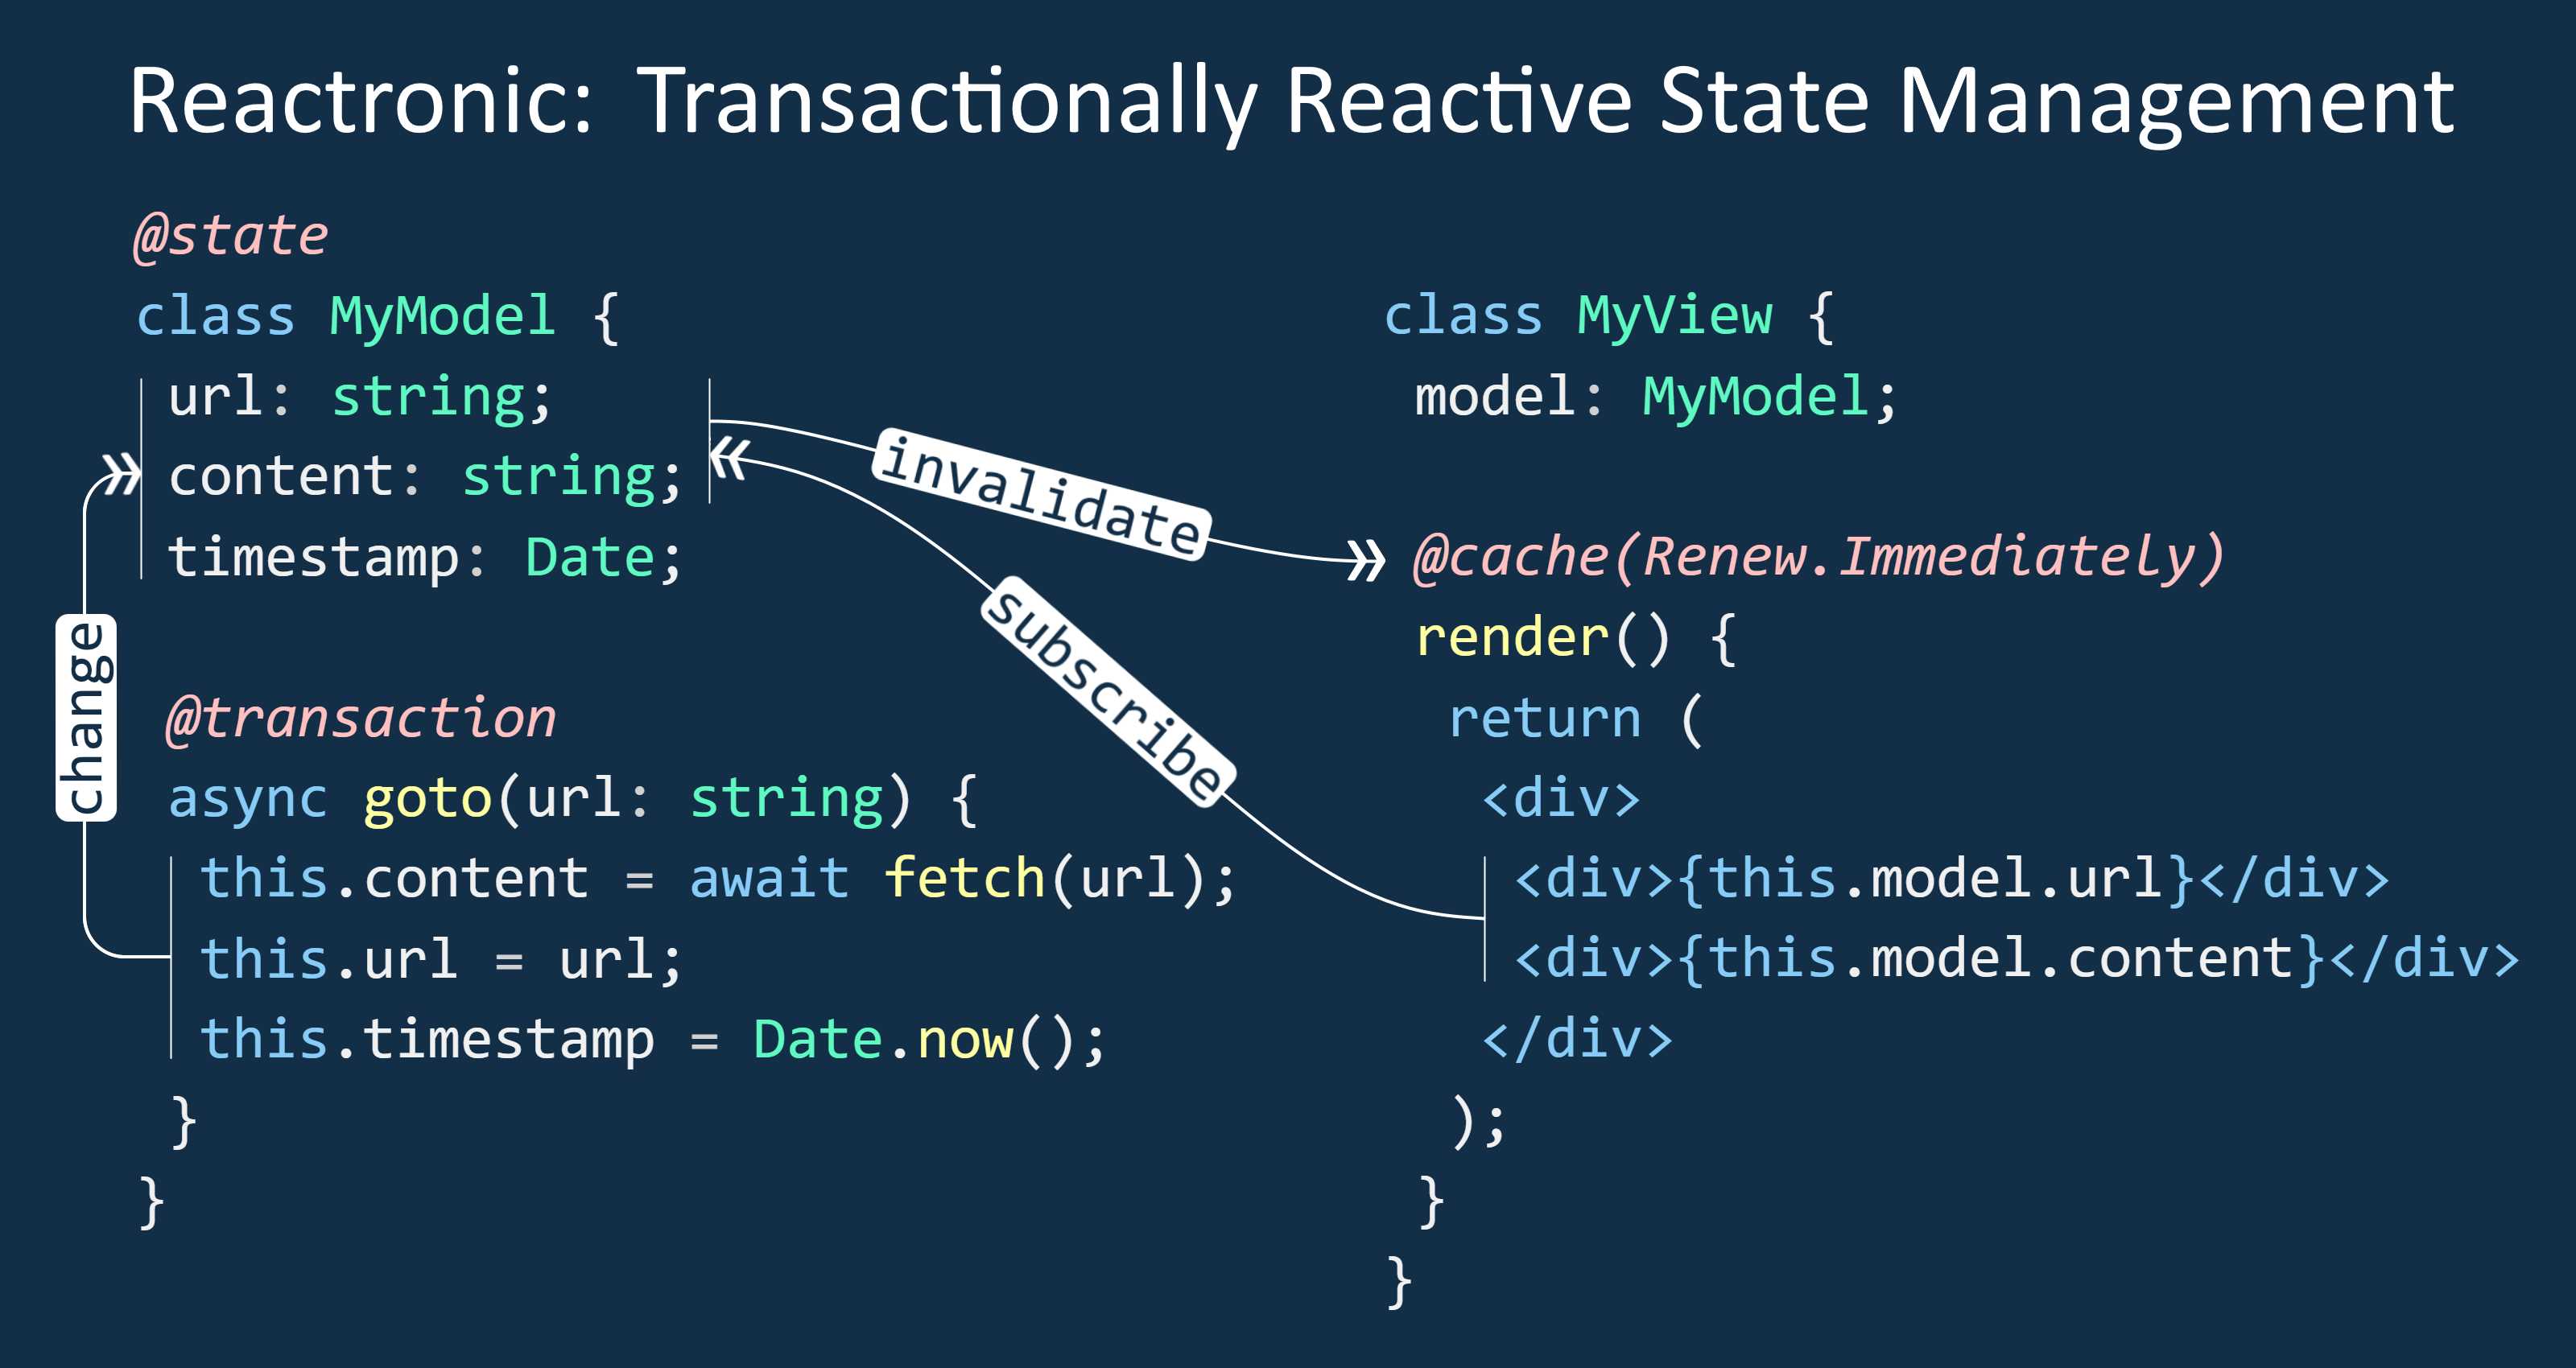 Reactronic: Transactionally Reactive State Management
@state
class MyModel {
url: string;
content: string;
timestamp: Date;
change
@transaction
async goto(url: string) {
this.content = await fetch(url);
this.url = url;
this.timestamp = Date.now();
}
}
invalidate
subscribe
class MyView {
model: MyModel;
@cache(Renew.Immediately)
render() {
return (
<div>
<div>{this.model.url}</div>
<div>{this.model.content}</div>
</div>
);
}
}